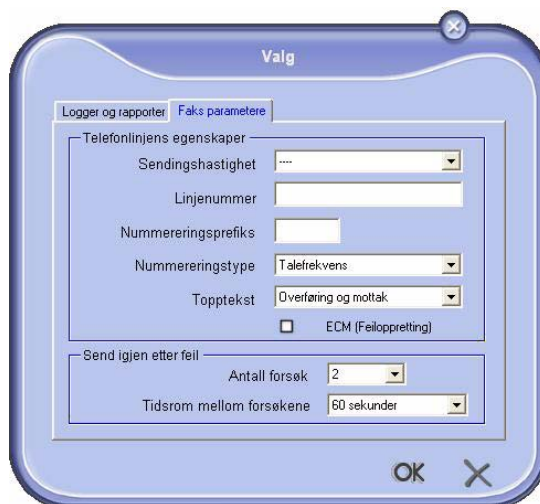 Valg
Logger og rapporter Faks parametere
Telefonlinjens egenskaper
Sendingshastighet ----
Linjenummer
Nummereringsprefiks
Nummereringstype Talefrekvens
Topptekst Overføring og mottak
ECM (Feiloppretting)
Send igjen etter feil
Antall forsøk 2
Tidsrom mellom forsøkene 60 sekunder
OK